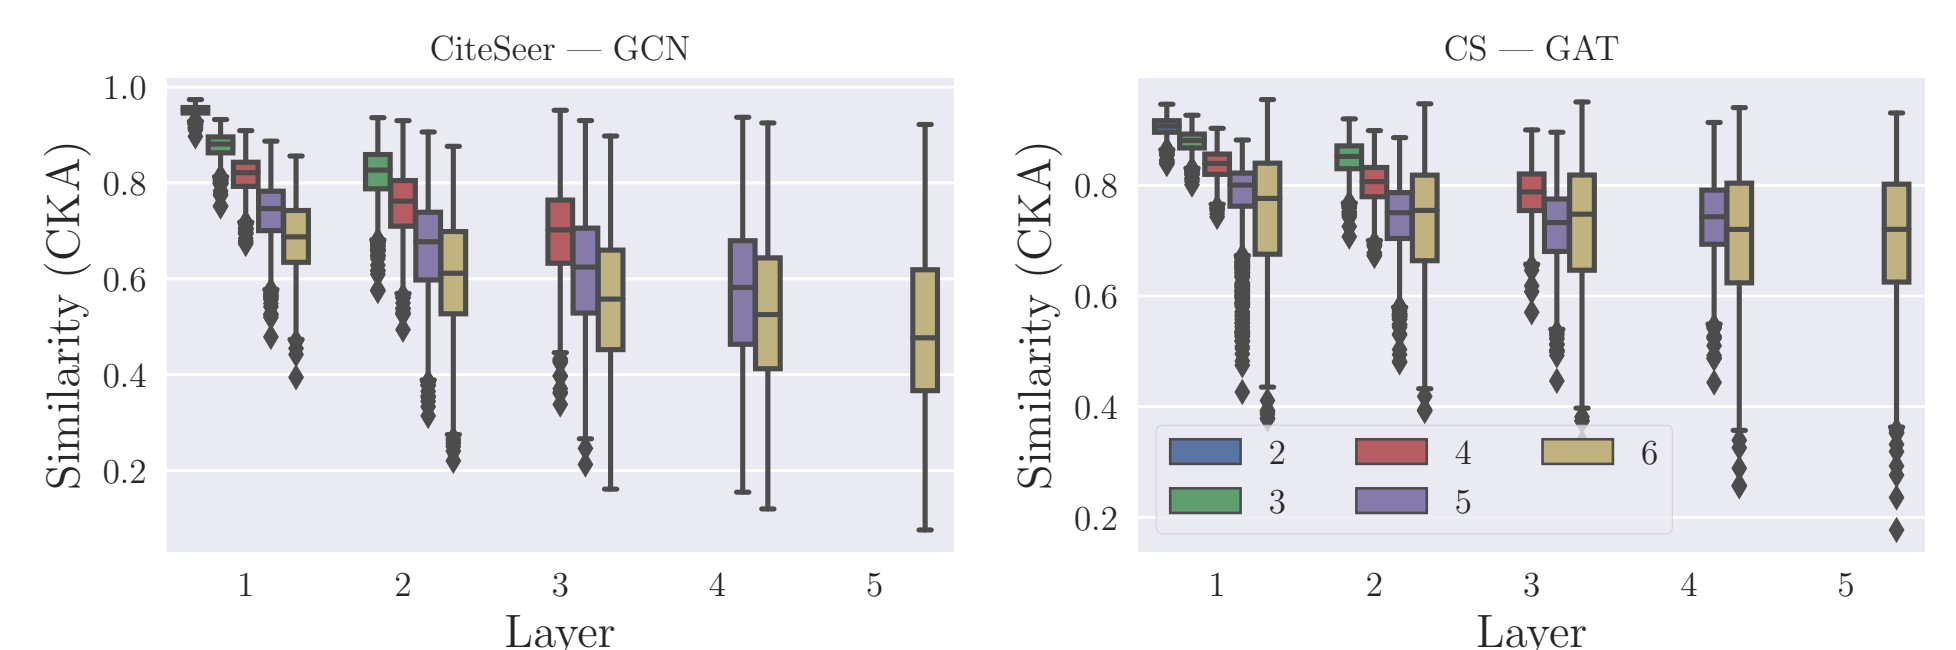 CiteSeer — GCN
Similarity (CKA)
1.0
0.8
0.6
0.4
0.2
1 2 3 4 5
Layer
CS — GAT
Similarity (CKA)
0.8
0.6
0.4
0.2
2 4 6
3 5
1 2 3 4 5
Layer